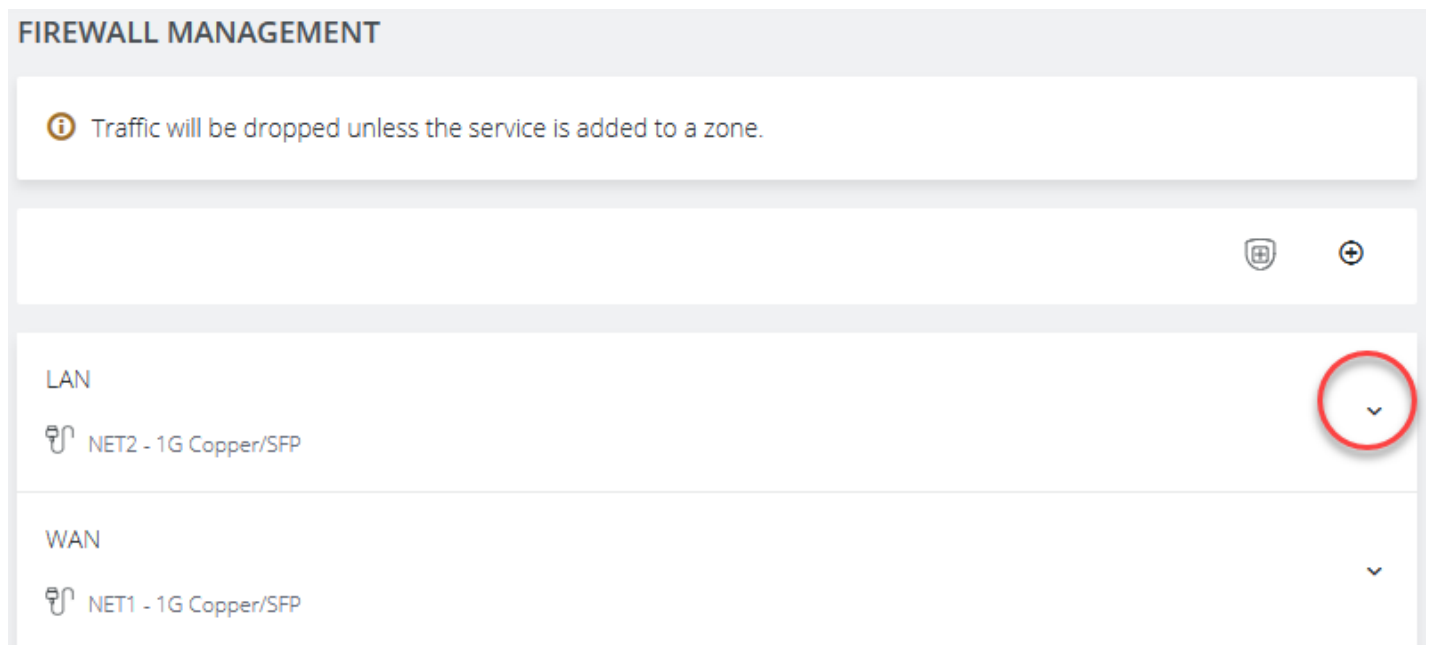 FIREWALL MANAGEMENT
Traffic will be dropped unless the service is added to a zone.
LAN
NET2 - 1G Copper/SFP
WAN
NET1 - 1G Copper/SFP